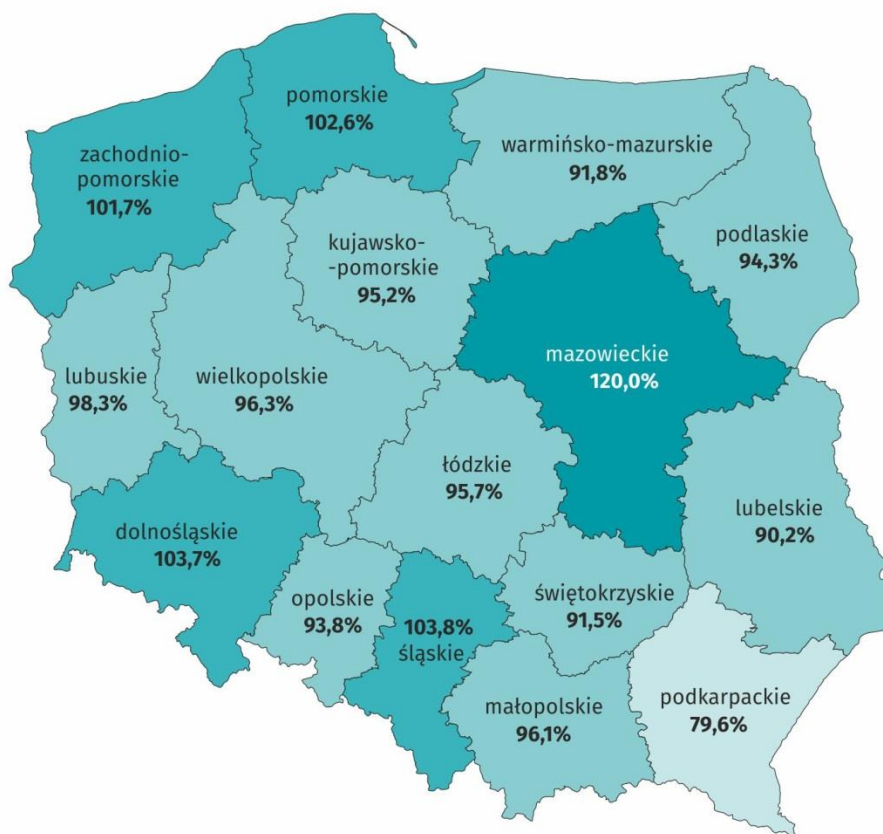 pomorskie
102,6%
zachodnio-
pomorskie
101,7%
warmińsko-mazurskie
91,8%
podlaskie
94,3%
kujawsko-
-pomorskie
95,2%
mazowieckie
120,0%
lubuskie
98,3%
wielkopolskie
96,3%
łódzkie
95,7%
lubelskie
90,2%
dolnośląskie
103,7%
opolskie
93,8%
103,8%
śląskie
świętokrzyskie
91,5%
małopolskie
96,1%
podkarpackie
79,6%